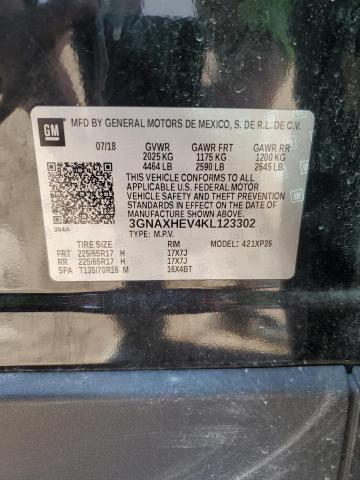 GM
MFD BY GENERAL MOTORS DE MEXICO, S. DE R.L. DE C.V.
07/18 GVWR GAWR FRT GAWR RR
2025 KG 1175 KG 1200 KG
4464 LB 2590 LB 2645 LB
THIS VEHICLE CONFORMS TO ALL
APPLICABLE U.S. FEDERAL MOTOR
VEHICLE SAFETY AND THEFT
PREVENTION STANDARDS IN
EFFECT ON THE DATE OF
MANUFACTURE SHOWN ABOVE.
3GNAXHEV4KL123302
394A TYPE: M.P.V. 421XP26
TIRE SIZE RIM
FRT 225/65R17 H 17X7J
RR 225/65R17 H 17X7J
SPA T135/70R16 M 16X4BT